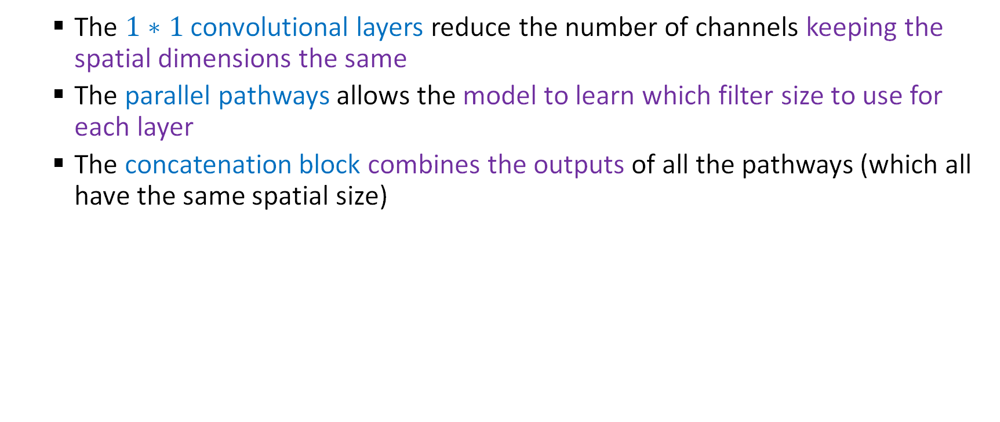 ▪ The 1 ∗ 1 convolutional layers reduce the number of channels keeping the
spatial dimensions the same
▪ The parallel pathways allows the model to learn which filter size to use for
each layer
▪ The concatenation block combines the outputs of all the pathways (which all
have the same spatial size)